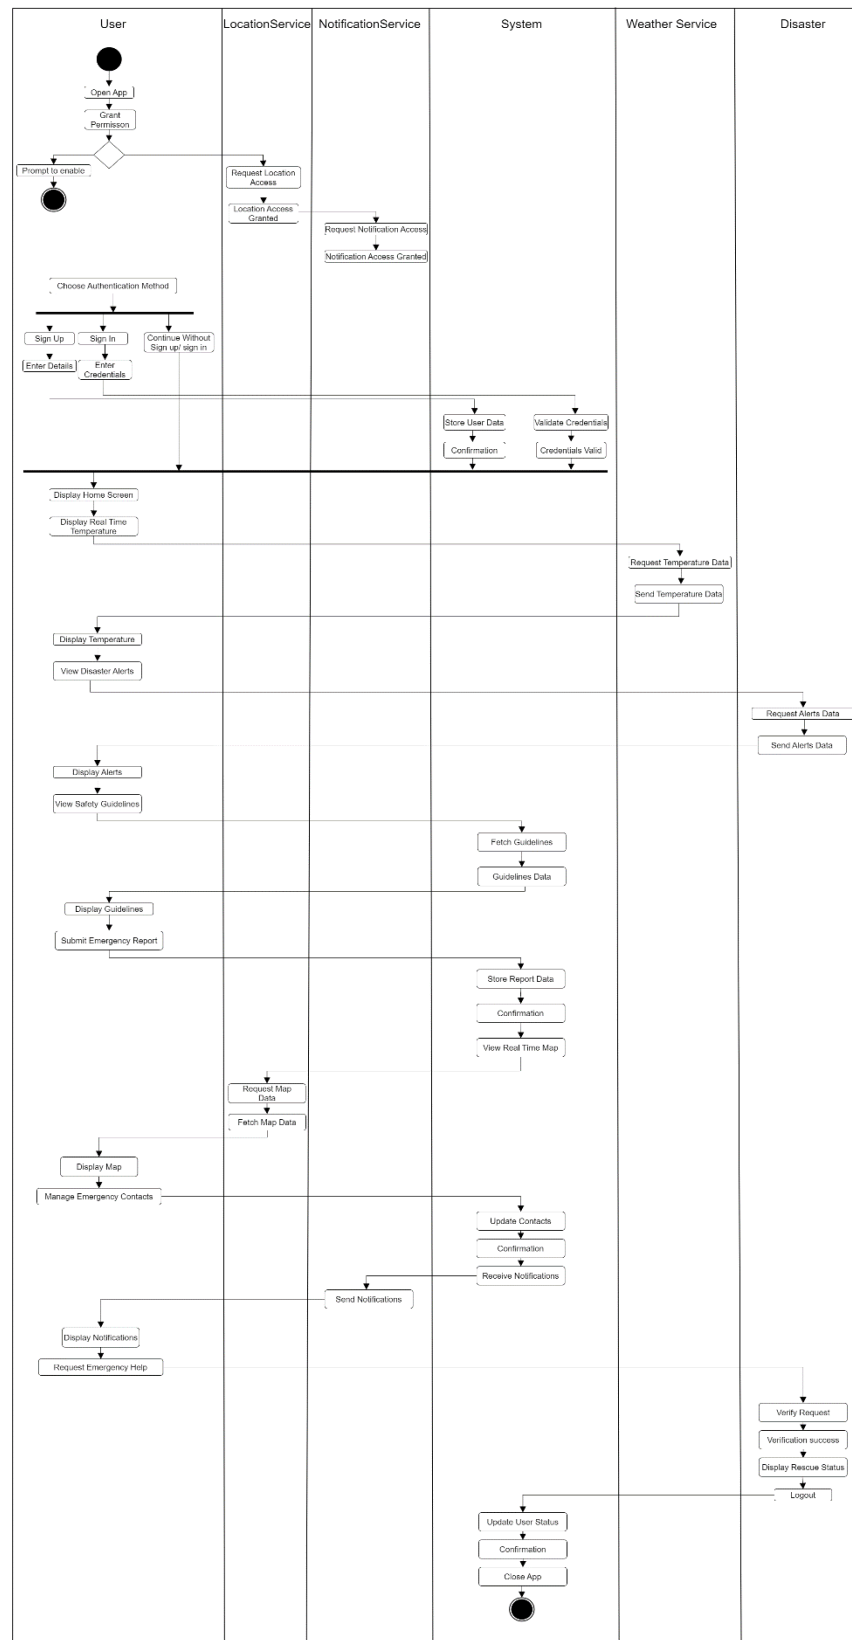 User
LocationService
NotificationService
System
Weather Service
Disaster
Open App
Grant
Permisson
Prompt to enable
Request Location
Access
Location Access
Granted
Request Notification Access
Notification Access Granted
Choose Authentication Method
Sign Up
Sign In
Continue Without
Sign up/ sign in
Enter Details
Enter
Credentials
Store User Data
Validate Credentials
Confirmation
Credentials Valid
Display Home Screen
Display Real Time
Temperature
Request Temperature Data
Send Temperature Data
Display Temperature
View Disaster Alerts
Request Alerts Data
Send Alerts Data
Display Alerts
View Safety Guidelines
Fetch Guidelines
Guidelines Data
Display Guidelines
Submit Emergency Report
Store Report Data
Confirmation
View Real Time Map
Request Map
Data
Fetch Map Data
Display Map
Manage Emergency Contacts
Update Contacts
Confirmation
Receive Notifications
Send Notifications
Display Notifications
Request Emergency Help
Verify Request
Verification success
Display Rescue Status
Logout
Update User Status
Confirmation
Close App